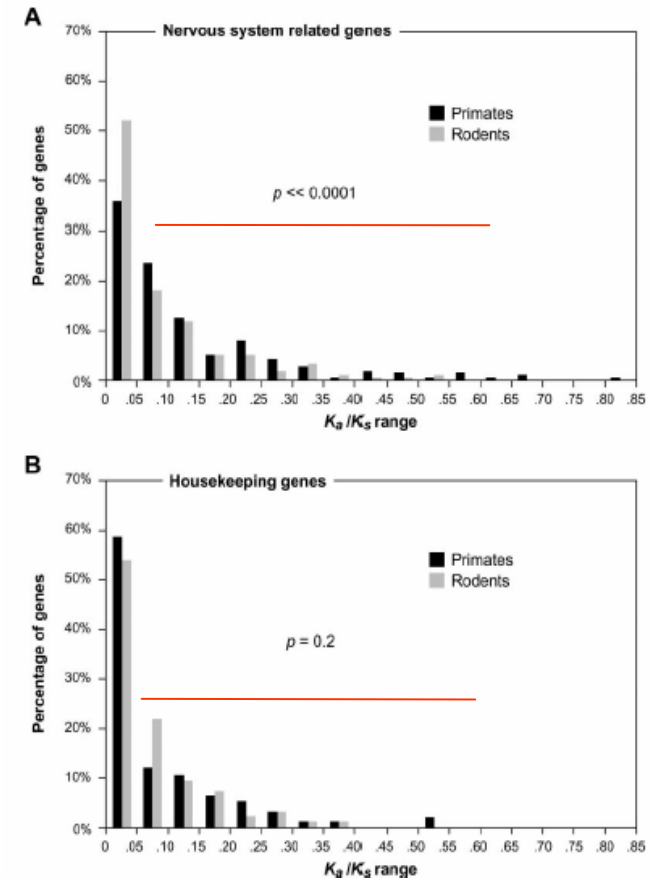 A
Nervous system related genes
70%
60%
50%
40%
30%
20%
10%
0%
Percentage of genes
Primates
Rodents
p << 0.0001
0 .05 .10 .15 .20 .25 .30 .35 .40 .45 .50 .55 .60 .65 .70 .75 .80 .85
Ka /Ks range
B
Housekeeping genes
70%
60%
50%
40%
30%
20%
10%
0%
Percentage of genes
Primates
Rodents
p = 0.2
0 .05 .10 .15 .20 .25 .30 .35 .40 .45 .50 .55 .60 .65 .70 .75 .80 .85
Ka /Ks range